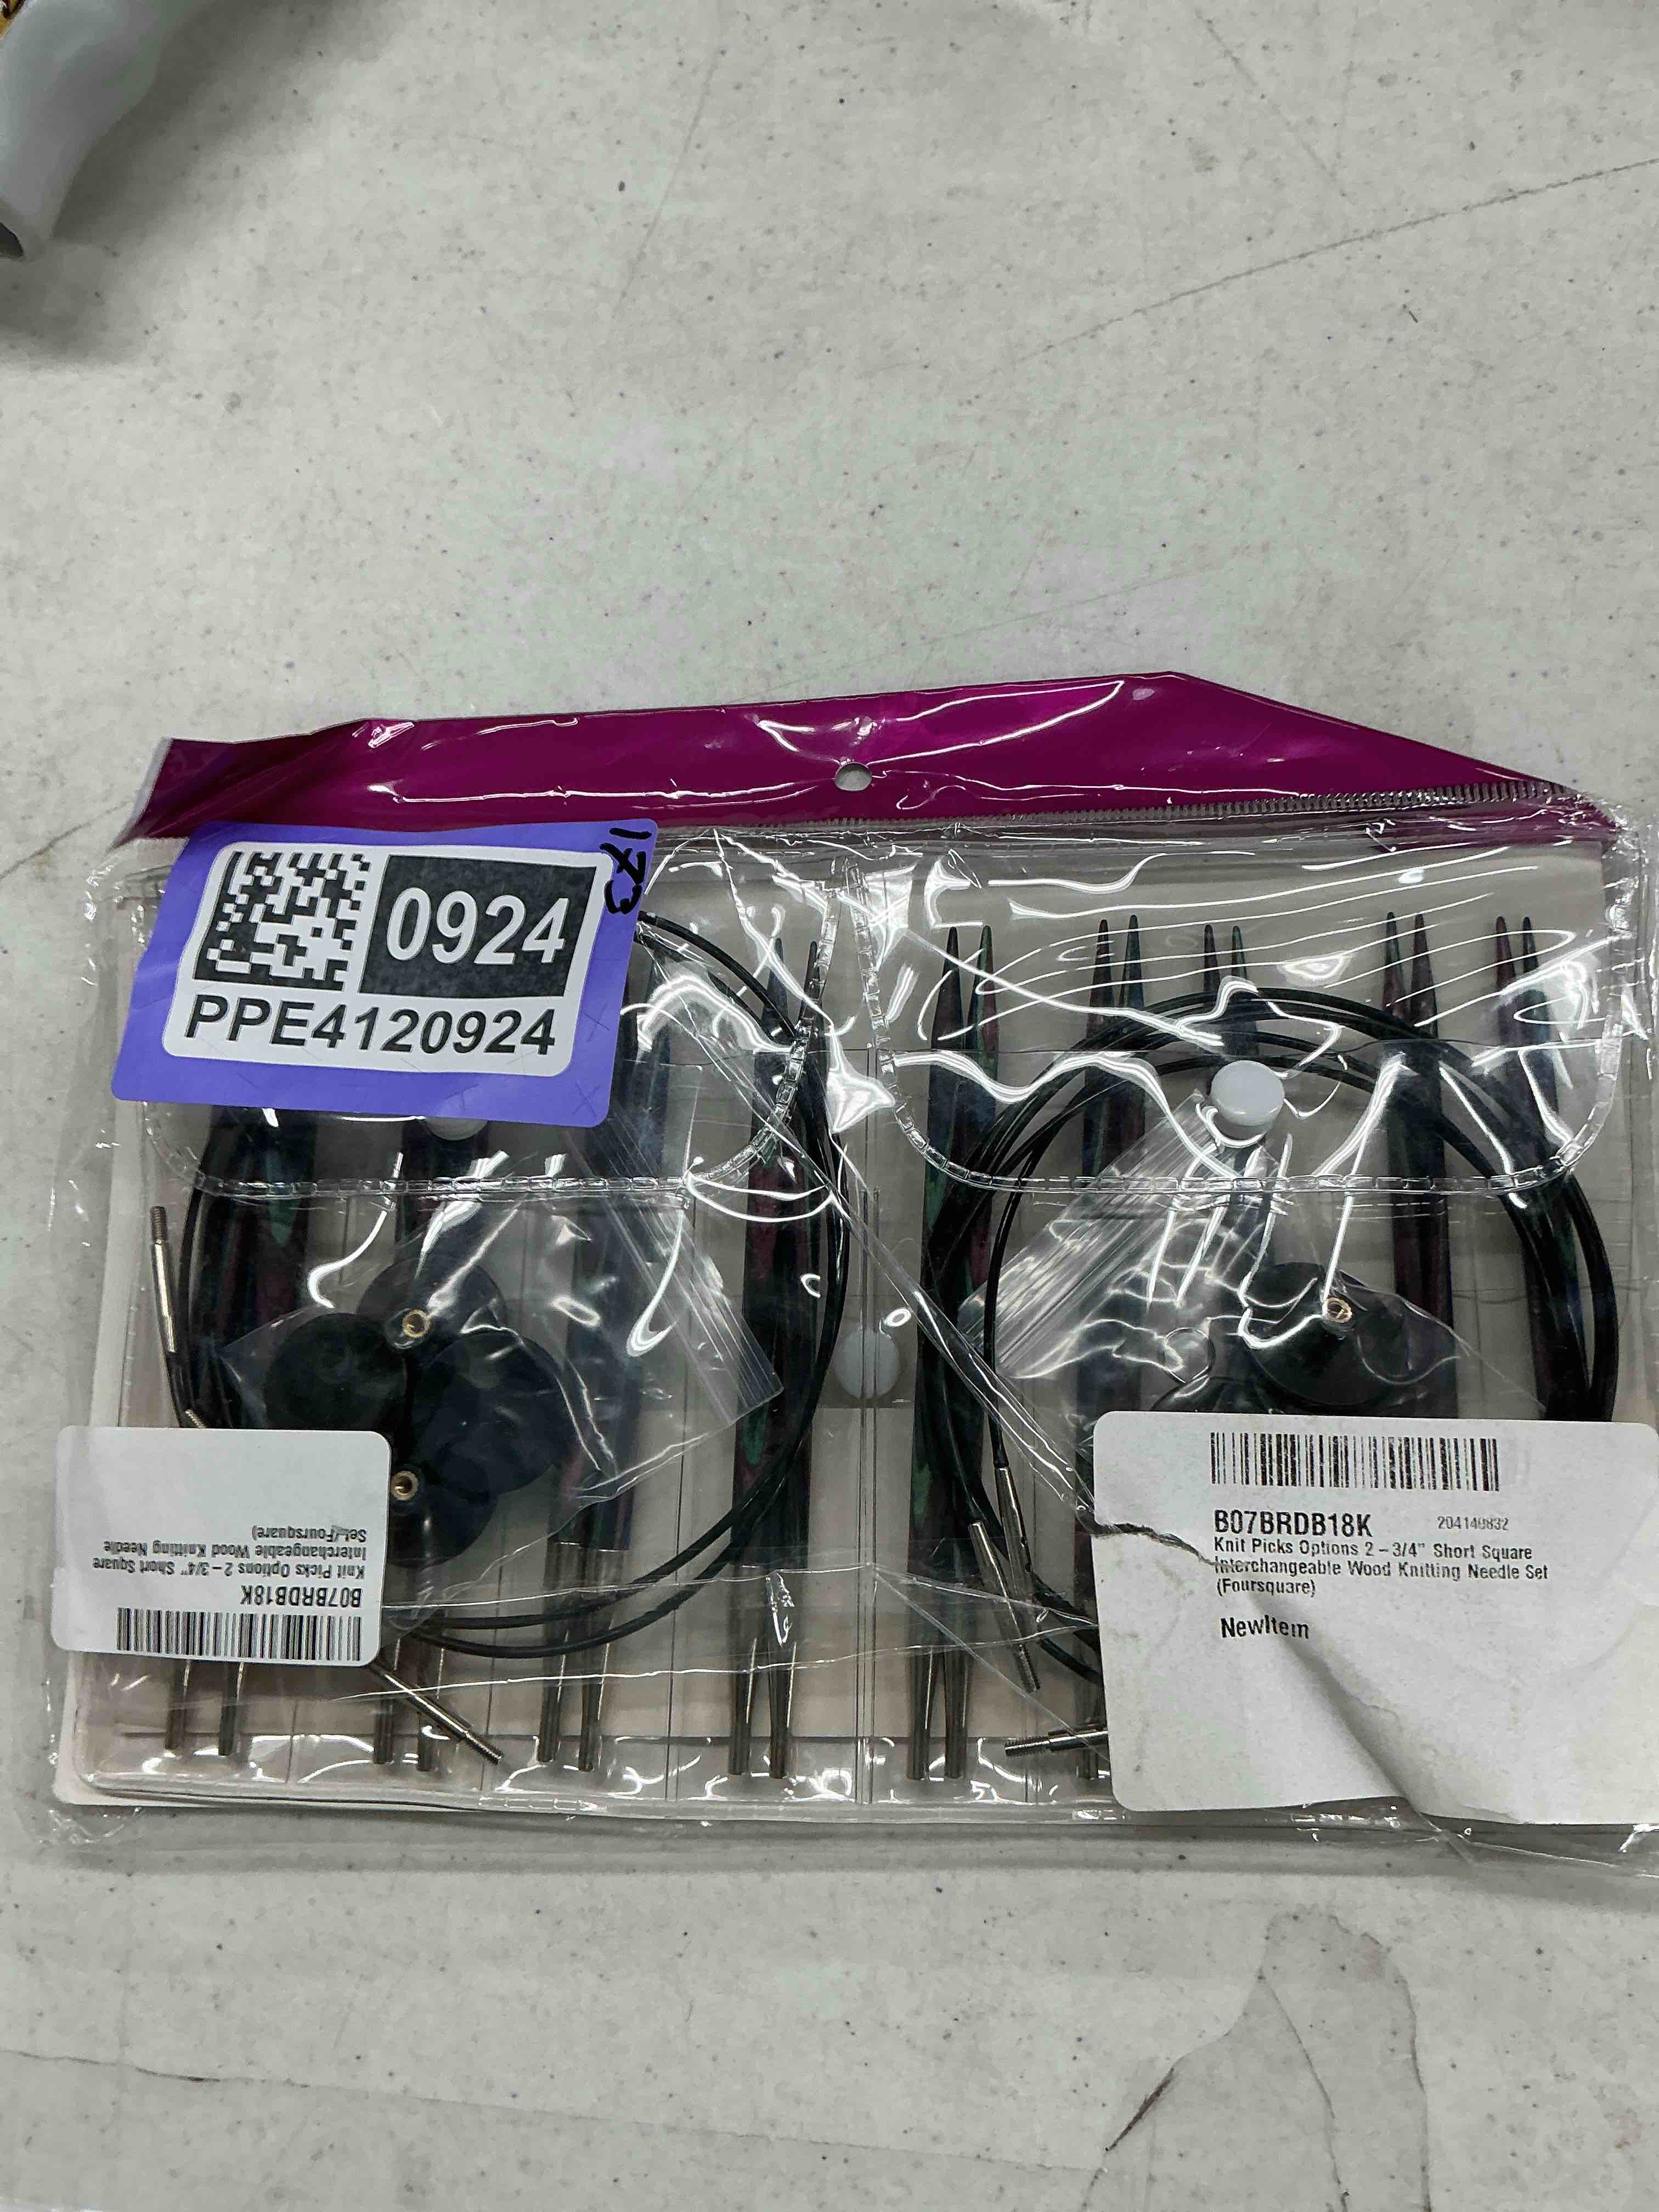 173
0924
PPE4120924
B07BRDB18K
Knit Picks Options 2-3/4" Short Square
Interchangeable Wood Knitting Needle
Set (Foursquare)
B07BRDB18K 204140832
Knit Picks Options 2-3/4" Short Square
Interchangeable Wood Knitting Needle Set
(Foursquare)
NewItem